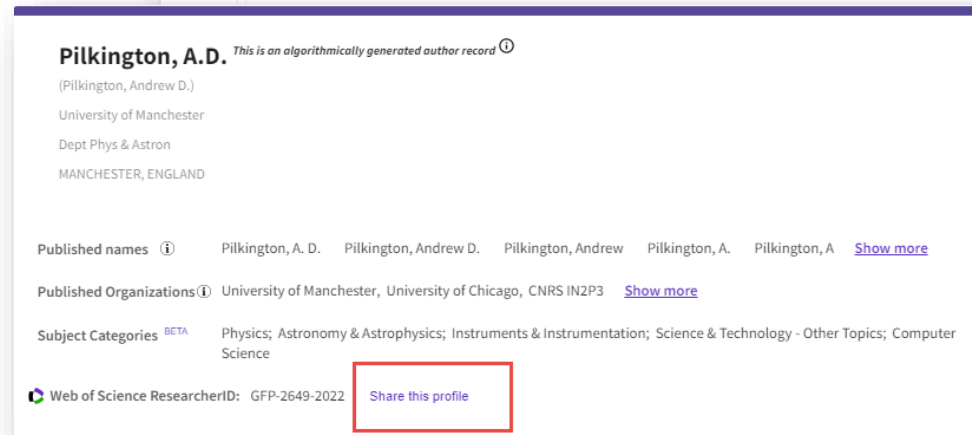 Pilkington, A.D. This is an algorithmically generated author record
(Pilkington, Andrew D.)
University of Manchester
Dept Phys & Astron
MANCHESTER, ENGLAND
Published names Pilkington, A. D. Pilkington, Andrew D. Pilkington, Andrew Pilkington, A. Pilkington, A Show more
Published Organizations University of Manchester, University of Chicago, CNRS IN2P3 Show more
Subject Categories BETA Physics; Astronomy & Astrophysics; Instruments & Instrumentation; Science & Technology - Other Topics; Computer
Science
Web of Science ResearcherID: GFP-2649-2022 Share this profile